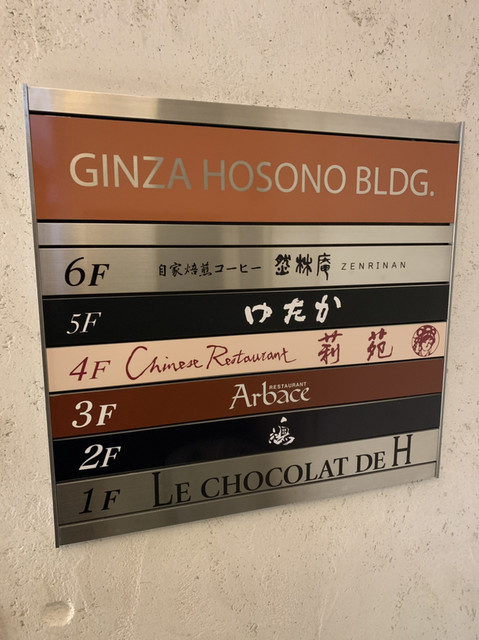 GINZA HOSONO BLDG.
6F 自家焙煎コーヒー 蕊林庵 ZENRINAN
5F ゆたか
4F Chinese Restaurant 莉苑
3F RESTAURANT Arbace
2F
1F LE CHOCOLAT DE H